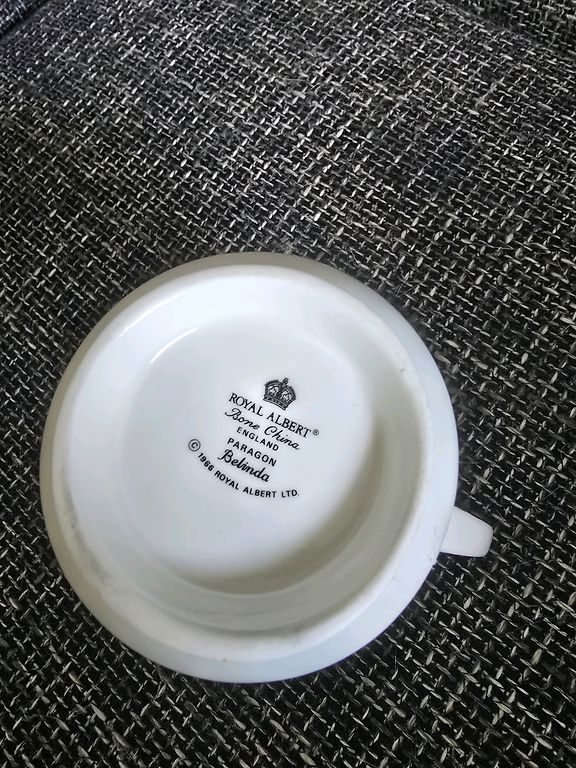 ROYAL ALBERT®
Bone China
ENGLAND
PARAGON
Belinda
© 1966 ROYAL ALBERT LTD.